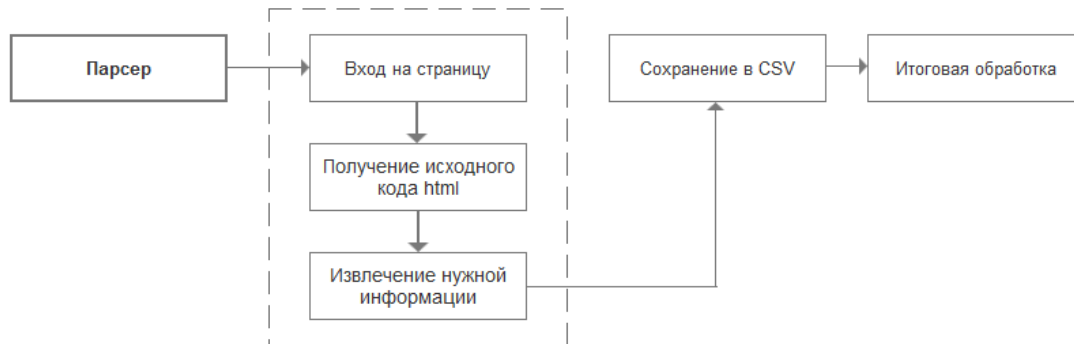 Парсер
Вход на страницу
Получение исходного
кода html
Извлечение нужной
информации
Сохранение в CSV
Итоговая обработка